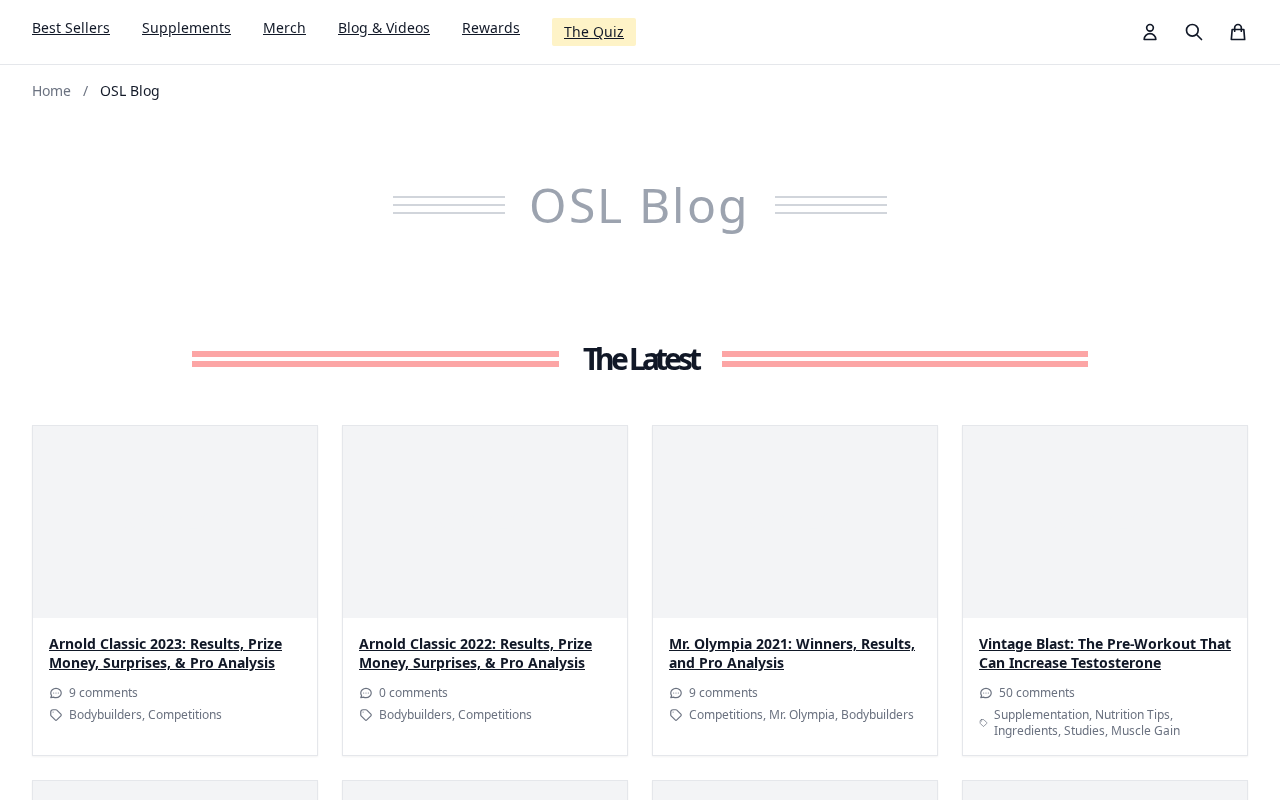 Best Sellers
Supplements
Merch
Blog & Videos
Rewards
The Quiz
Home / OSL Blog
OSL Blog
The Latest
Arnold Classic 2023: Results, Prize
Money, Surprises, & Pro Analysis
9 comments
Bodybuilders, Competitions
Arnold Classic 2022: Results, Prize
Money, Surprises, & Pro Analysis
0 comments
Bodybuilders, Competitions
Mr. Olympia 2021: Winners, Results,
and Pro Analysis
9 comments
Competitions, Mr. Olympia, Bodybuilders
Vintage Blast: The Pre-Workout That
Can Increase Testosterone
50 comments
Supplementation, Nutrition Tips,
Ingredients, Studies, Muscle Gain